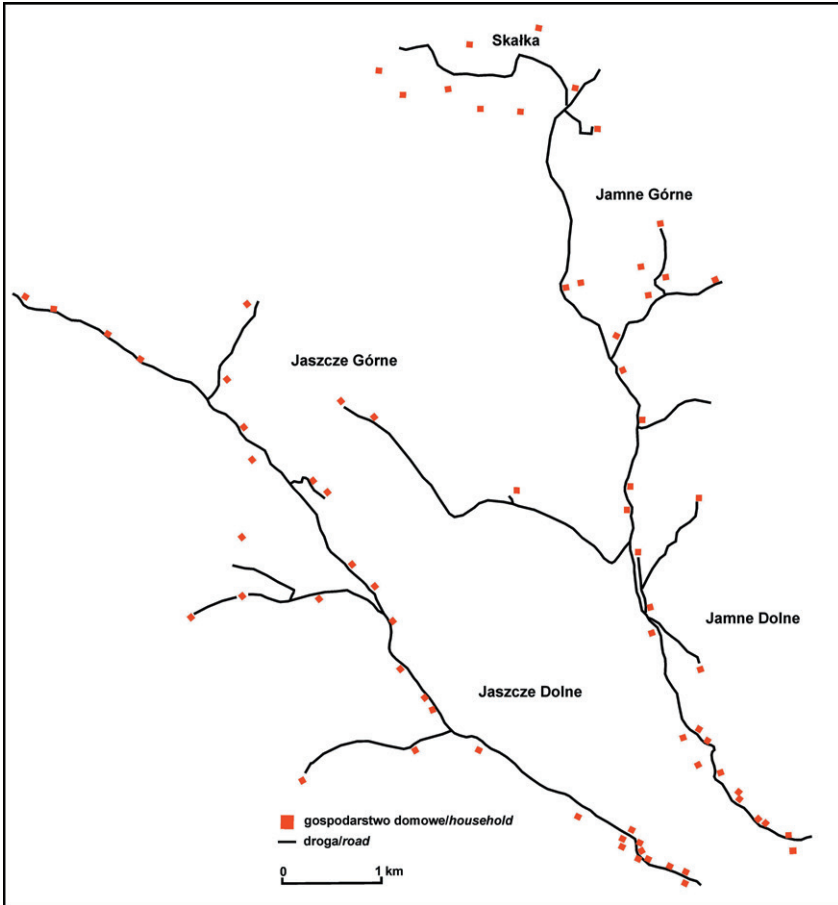 Skałka
Jamne Górne
Jaszcze Górne
Jamne Dolne
Jaszcze Dolne
gospodarstwo domowe/household
droga/road
0 1 km